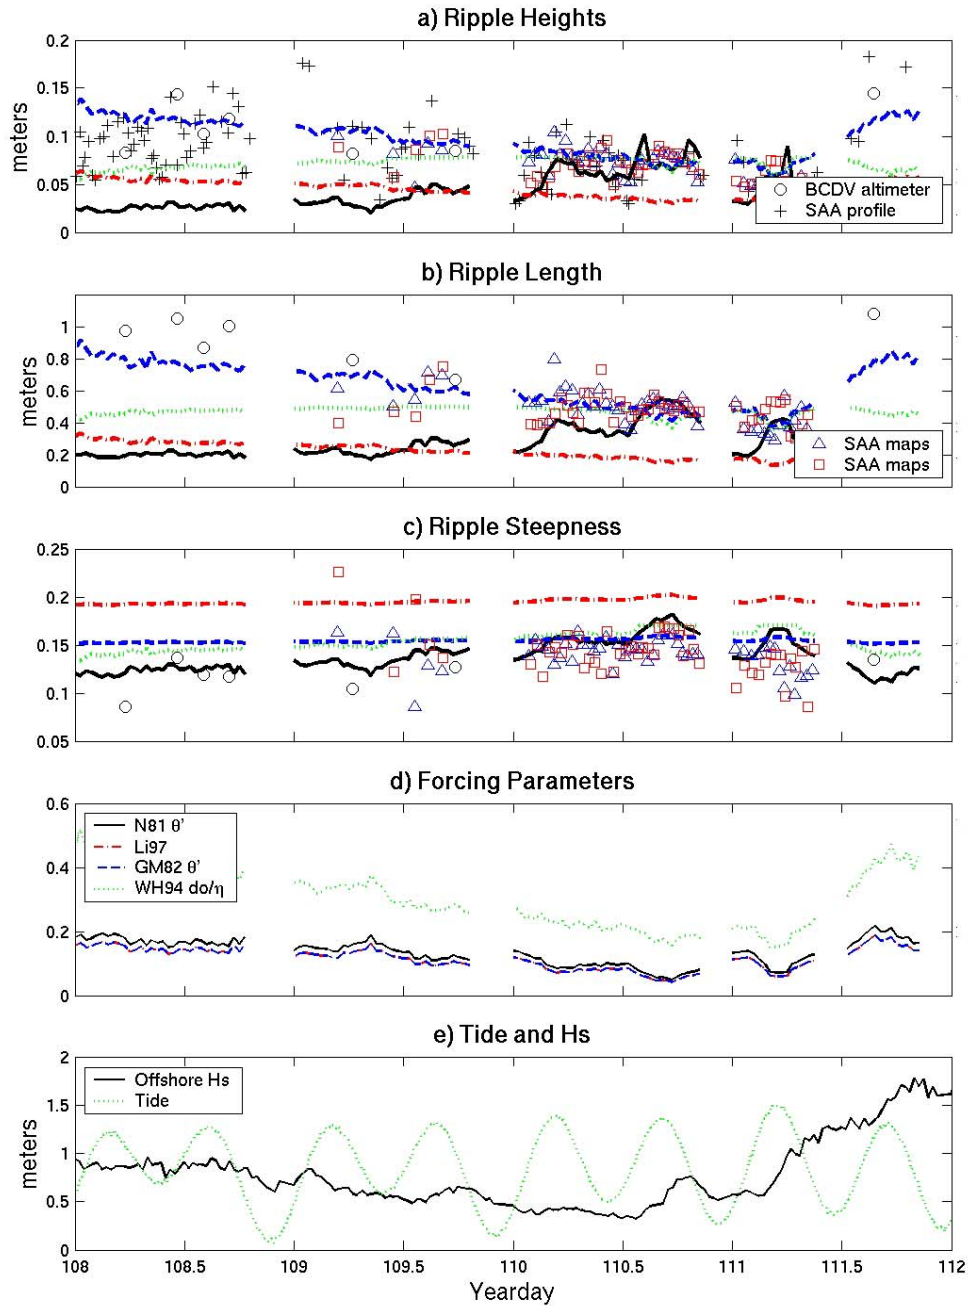 a) Ripple Heights
0.2
0.15
0.1
0.05
0
meters
BCDV altimeter
SAA profile
b) Ripple Length
1
0.8
0.6
0.4
0.2
0
meters
SAA maps
SAA maps
c) Ripple Steepness
0.25
0.2
0.15
0.1
0.05
d) Forcing Parameters
0.6
0.4
0.2
0
N81 θ'
Li97
GM82 θ'
WH94 do/η
e) Tide and Hs
2
1.5
1
0.5
0
meters
Offshore Hs
Tide
108 108.5 109 109.5 110 110.5 111 111.5 112
Yearday